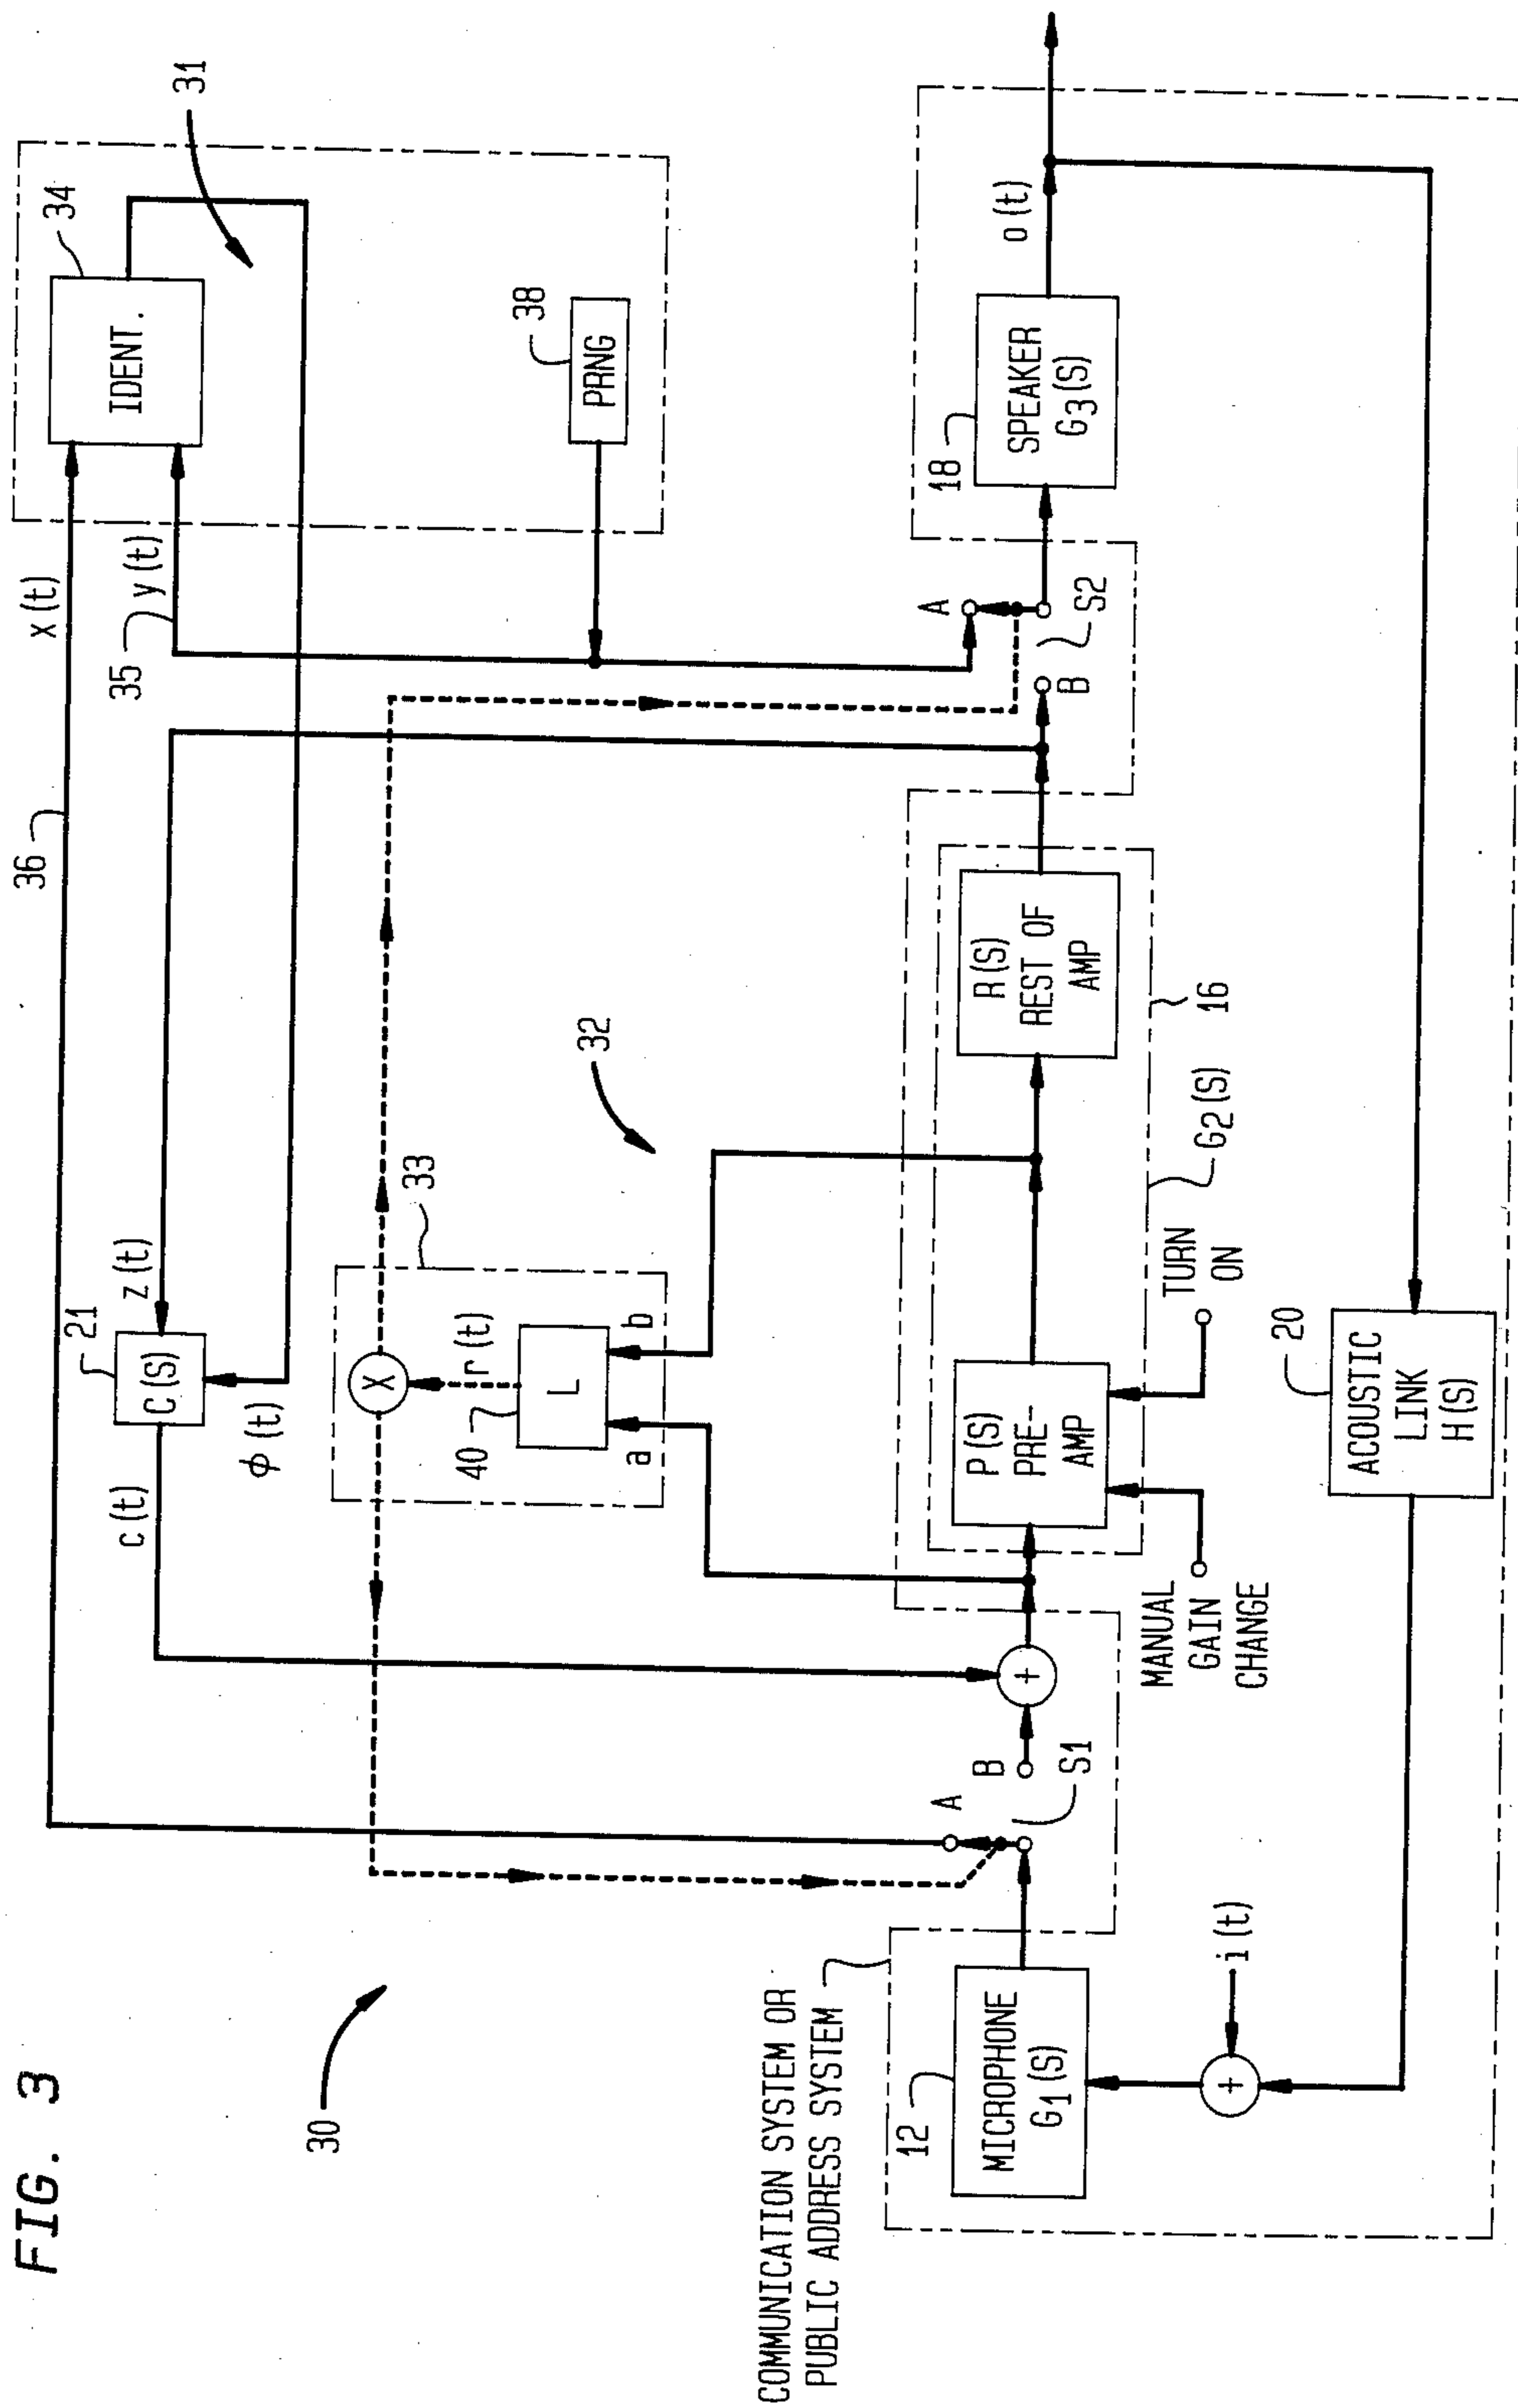 FIG. 3
30
31
36
x(t)
35
y(t)
34
IDENT.
38
PRNG
c(t)
21
C(S)
z(t)
ϕ(t)
33
X
r(t)
40
L
a
b
32
COMMUNICATION SYSTEM OR
PUBLIC ADDRESS SYSTEM
12
MICROPHONE
G1(S)
+
i(t)
A
B
S1
+
P(S)
PRE-
AMP
MANUAL
GAIN
CHANGE
TURN
ON
G2(S)
16
R(S)
REST OF
AMP
A
B
S2
18
SPEAKER
G3(S)
o(t)
20
ACOUSTIC
LINK
H(S)